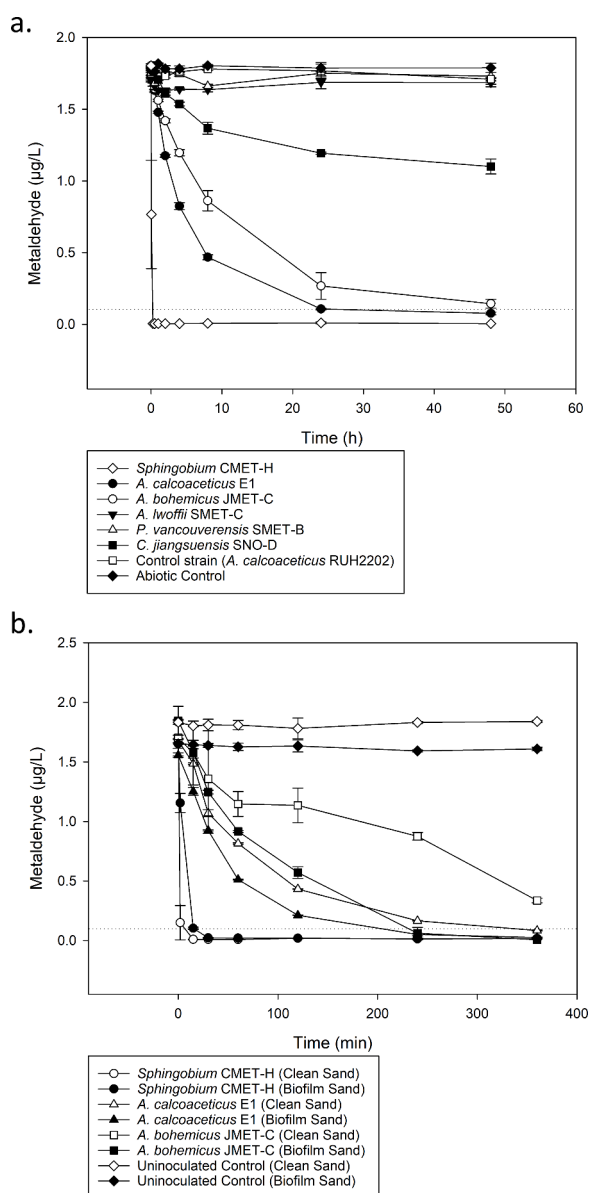 a.
2.0
1.5
1.0
0.5
0.0
Metaldehyde (µg/L)
0 10 20 30 40 50 60
Time (h)
Sphingobium CMET-H
A. calcoaceticus E1
A. bohemicus JMET-C
A. lwoffii SMET-C
P. vancouverensis SMET-B
C. jiangsuensis SNO-D
Control strain (A. calcoaceticus RUH2202)
Abiotic Control
b.
2.5
2.0
1.5
1.0
0.5
0.0
Metaldehyde (µg/L)
0 100 200 300 400
Time (min)
Sphingobium CMET-H (Clean Sand)
Sphingobium CMET-H (Biofilm Sand)
A. calcoaceticus E1 (Clean Sand)
A. calcoaceticus E1 (Biofilm Sand)
A. bohemicus JMET-C (Clean Sand)
A. bohemicus JMET-C (Biofilm Sand)
Uninoculated Control (Clean Sand)
Uninoculated Control (Biofilm Sand)